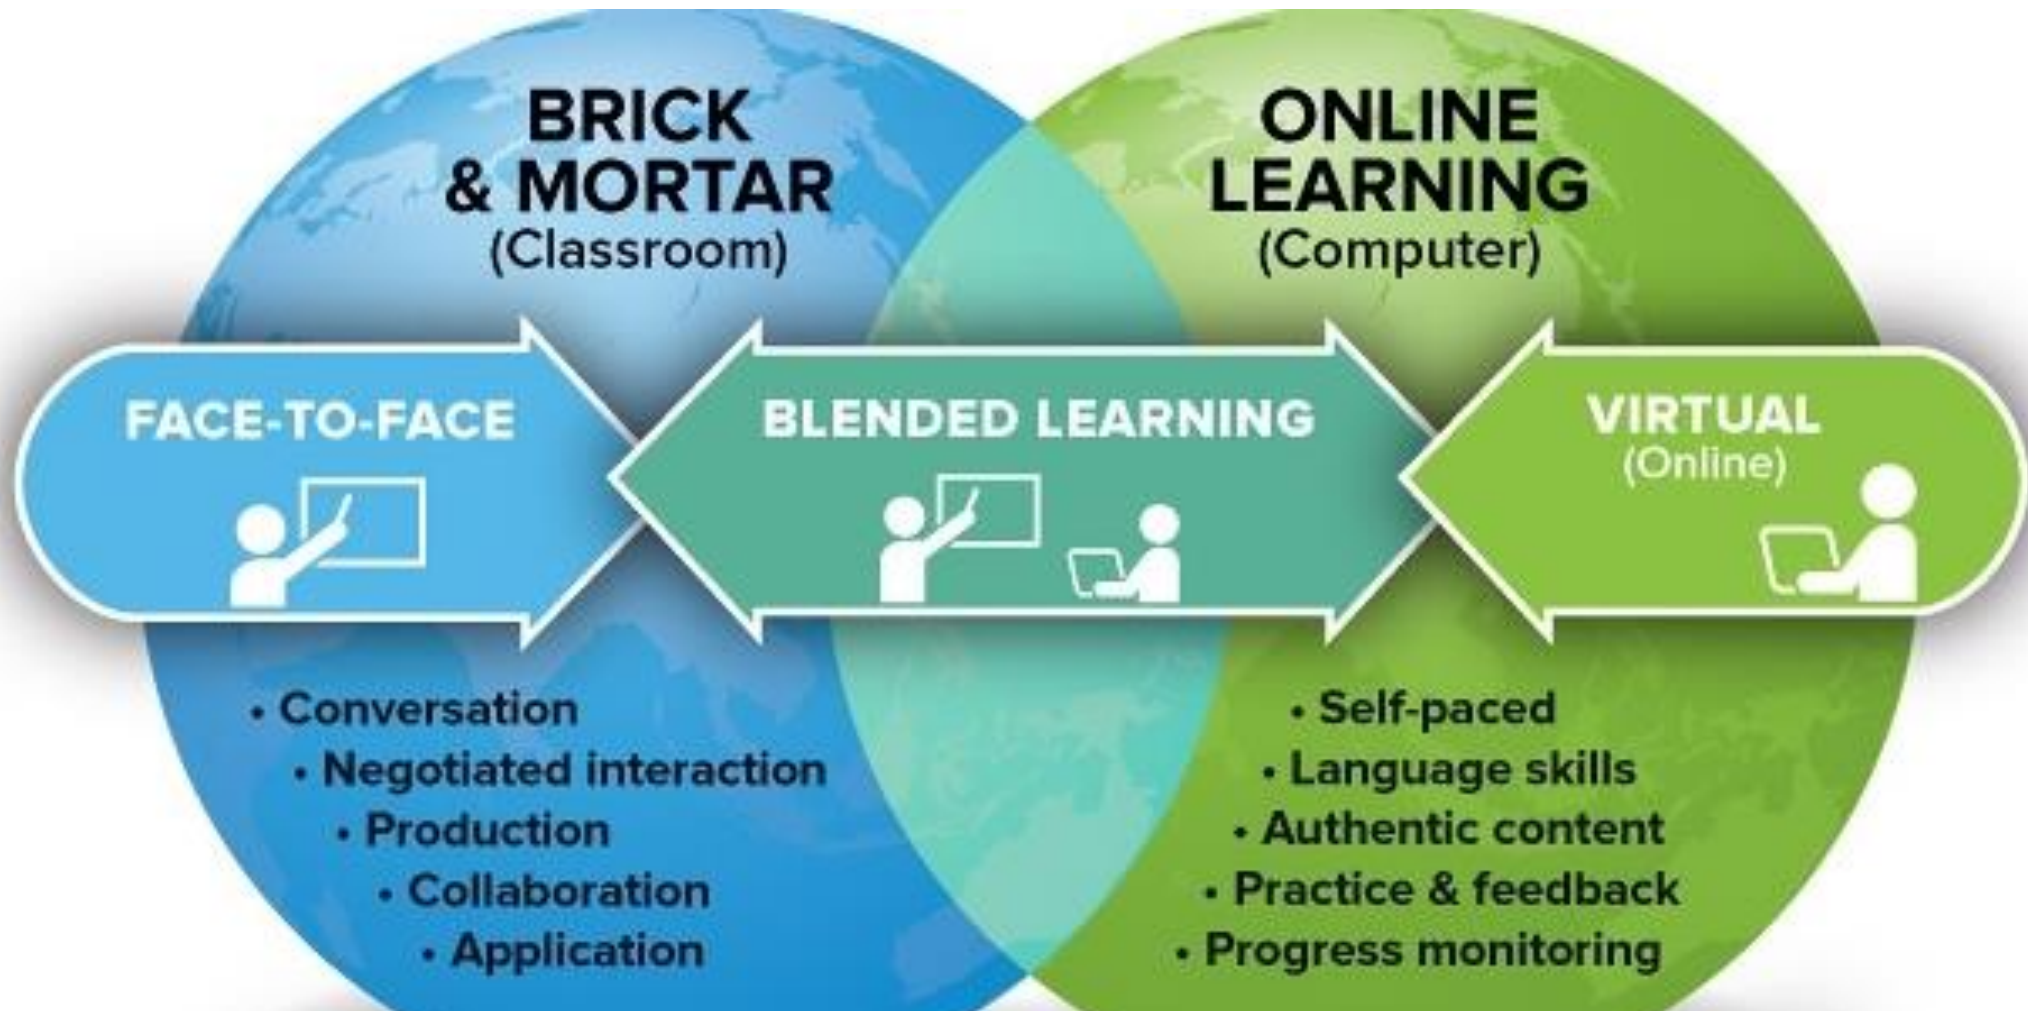 BRICK
& MORTAR
(Classroom)
ONLINE
LEARNING
(Computer)
FACE-TO-FACE
BLENDED LEARNING
VIRTUAL
(Online)
• Conversation
• Negotiated interaction
• Production
• Collaboration
• Application
• Self-paced
• Language skills
• Authentic content
• Practice & feedback
• Progress monitoring